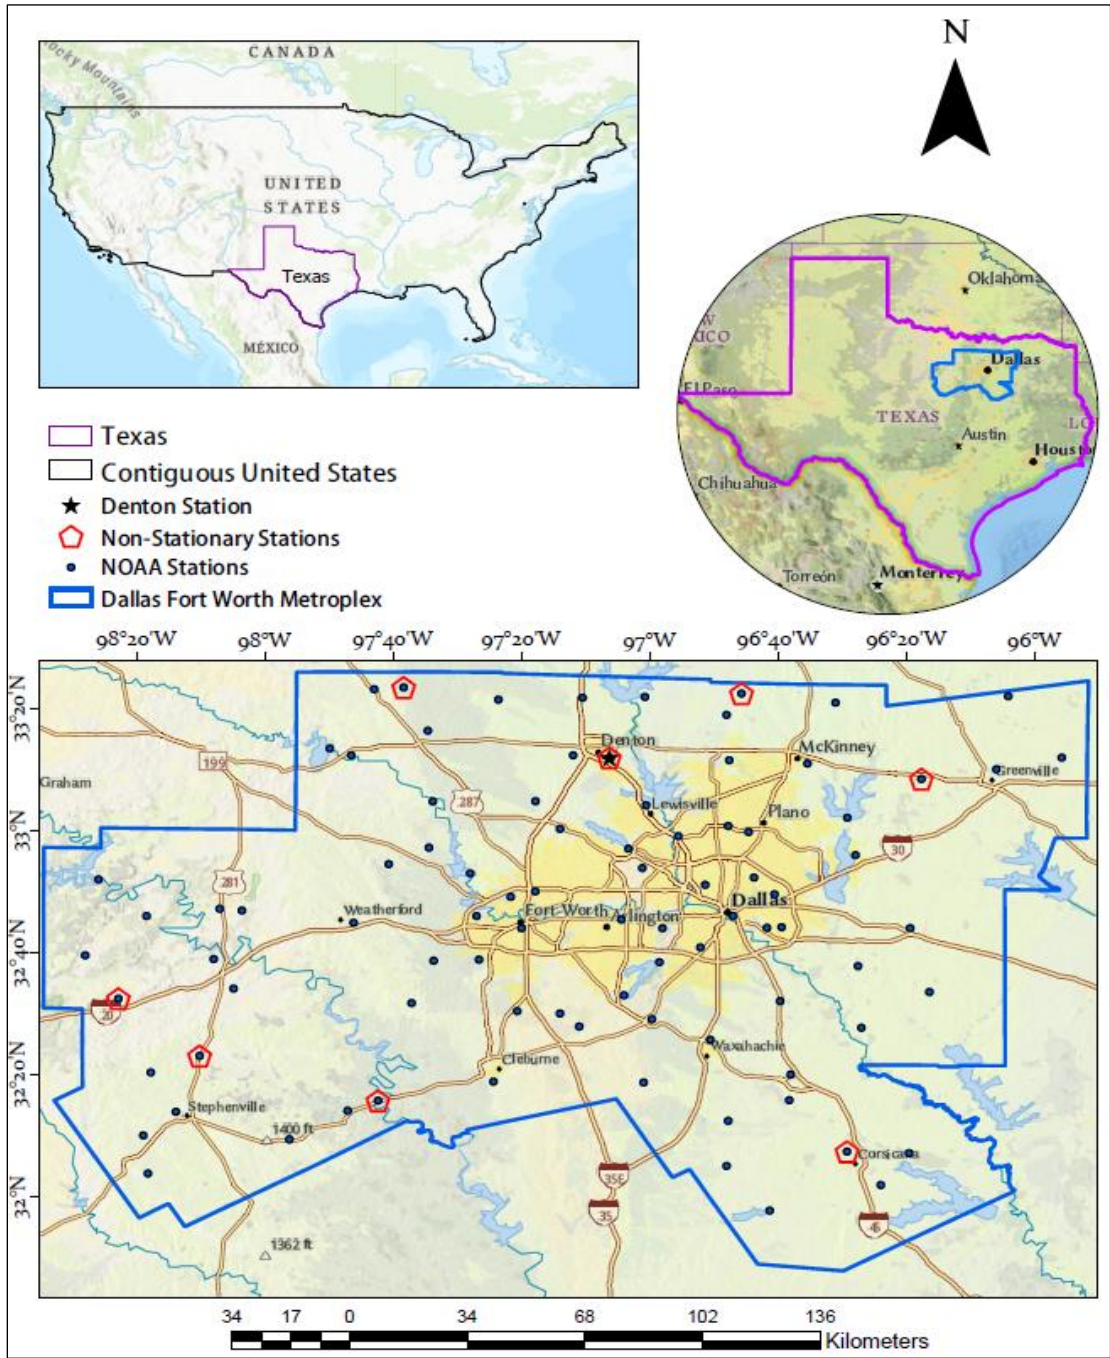 N
CANADA
Rocky Mountains
UNITED
STATES
Texas
MÉXICO
Oklahoma
W
ICO
Dallas
El Paso
TEXAS
LO
Austin
Houston
Chihuahua
Torreón
Monterrey
Texas
Contiguous United States
Denton Station
Non-Stationary Stations
NOAA Stations
Dallas Fort Worth Metroplex
98°20'W 98°W 97°40'W 97°20'W 97°W 96°40'W 96°20'W 96°W
33°20'N
33°N
32°40'N
32°20'N
32°N
Denton
McKinney
199
Graham
Greenville
287
Lewisville
Plano
30
281
Weatherford
Fort Worth
Arlington
Dallas
20
Cleburne
Waxahachie
Stephenville
1400 ft
Corsicana
35E
35
45
1362 ft
34 17 0 34 68 102 136
Kilometers